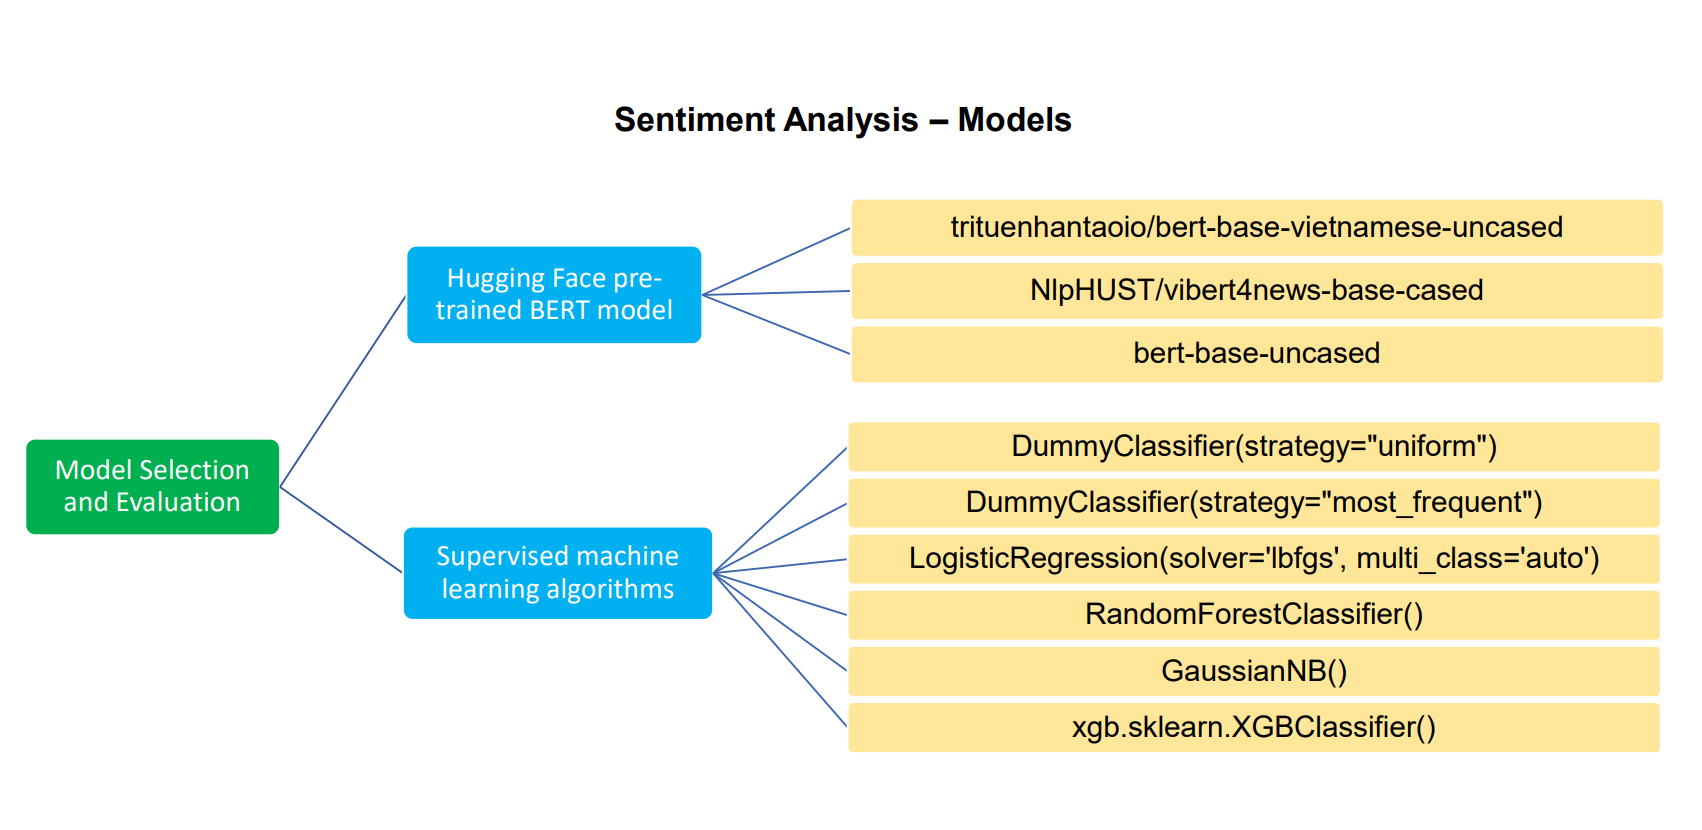 Sentiment Analysis – Models
Model Selection
and Evaluation
Hugging Face pre-
trained BERT model
trituenhantaoio/bert-base-vietnamese-uncased
NlpHUST/vibert4news-base-cased
bert-base-uncased
Supervised machine
learning algorithms
DummyClassifier(strategy="uniform")
DummyClassifier(strategy="most_frequent")
LogisticRegression(solver='lbfgs', multi_class='auto')
RandomForestClassifier()
GaussianNB()
xgb.sklearn.XGBClassifier()